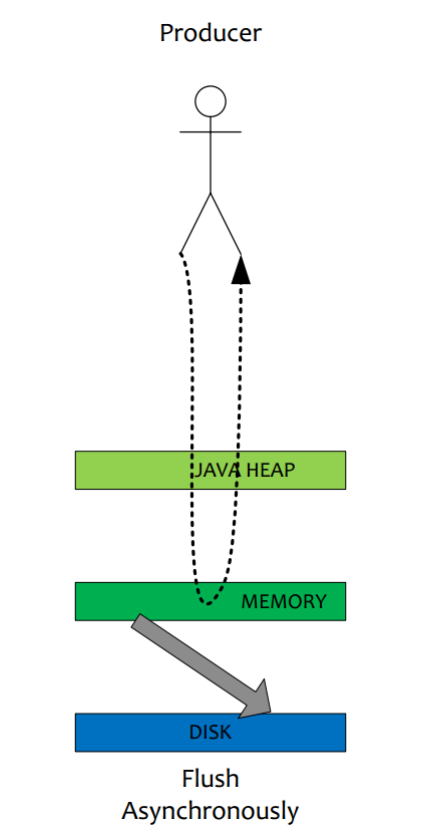 Producer
JAVA HEAP
MEMORY
DISK
Flush
Asynchronously